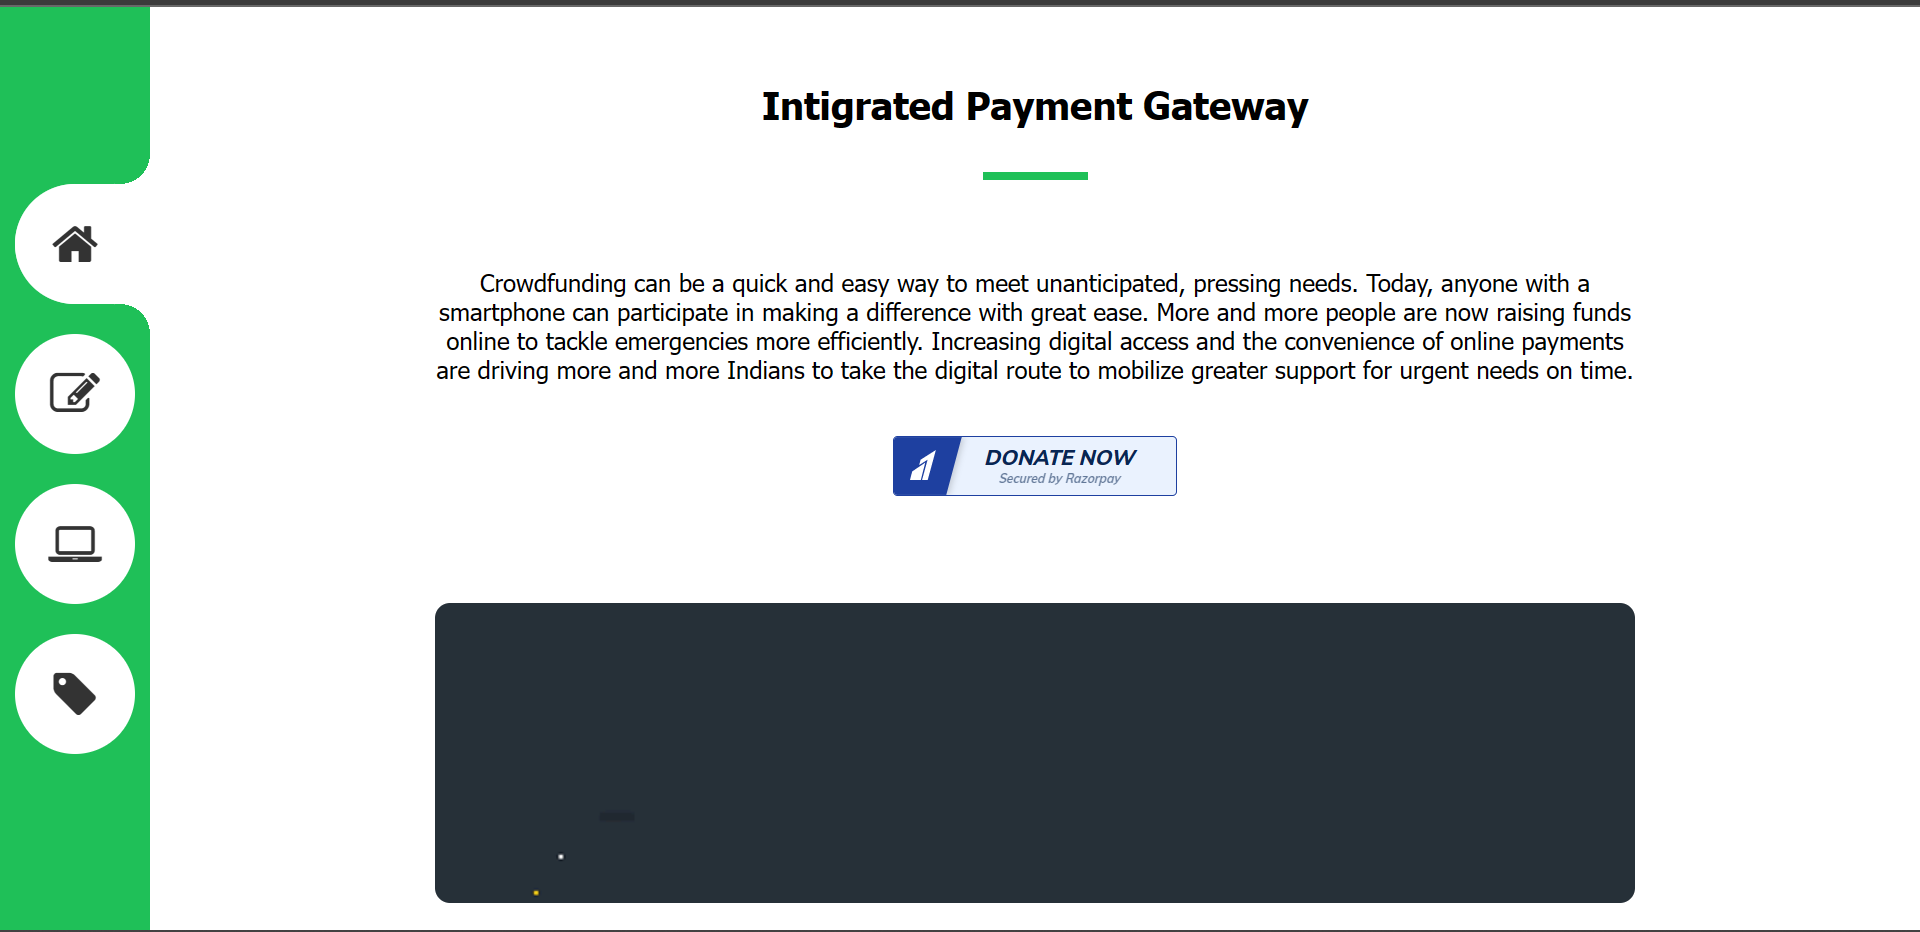 Intigrated Payment Gateway
Crowdfunding can be a quick and easy way to meet unanticipated, pressing needs. Today, anyone with a
smartphone can participate in making a difference with great ease. More and more people are now raising funds
online to tackle emergencies more efficiently. Increasing digital access and the convenience of online payments
are driving more and more Indians to take the digital route to mobilize greater support for urgent needs on time.
DONATE NOW
Secured by Razorpay